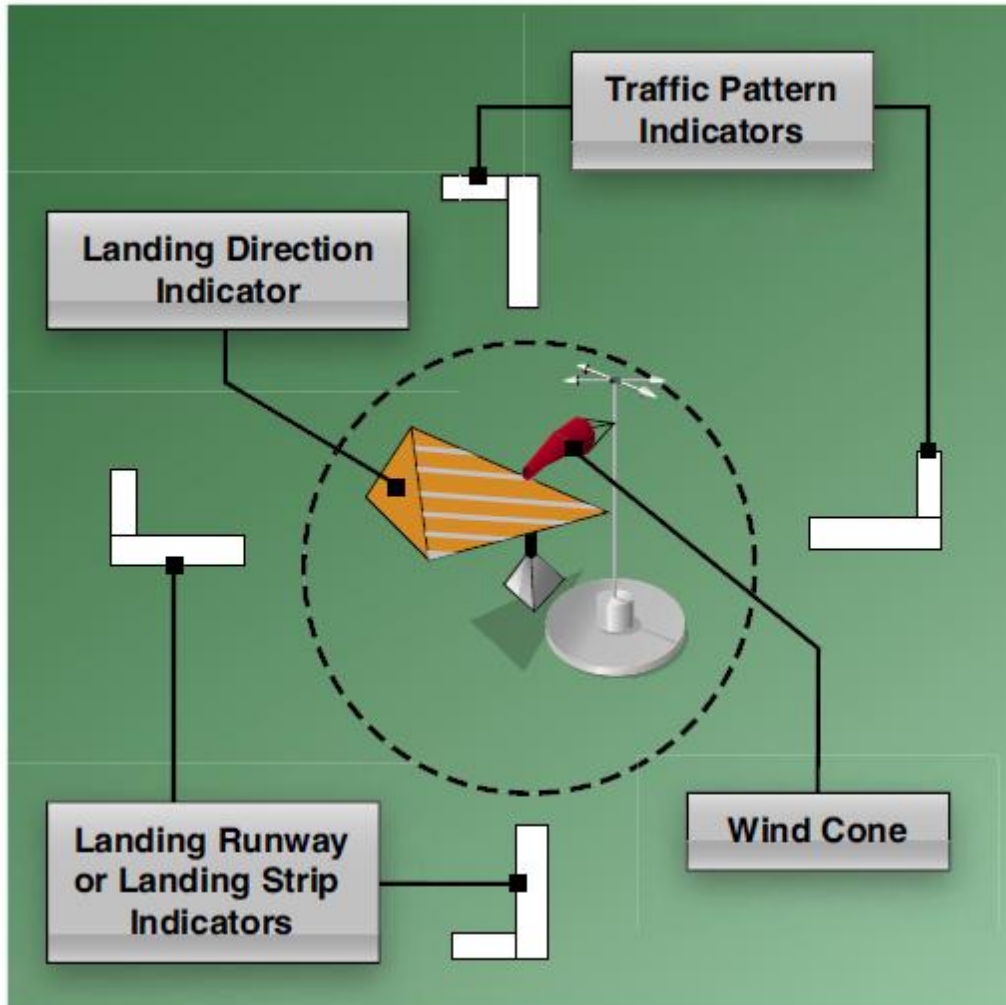 Traffic Pattern
Indicators
Landing Direction
Indicator
Landing Runway
or Landing Strip
Indicators
Wind Cone